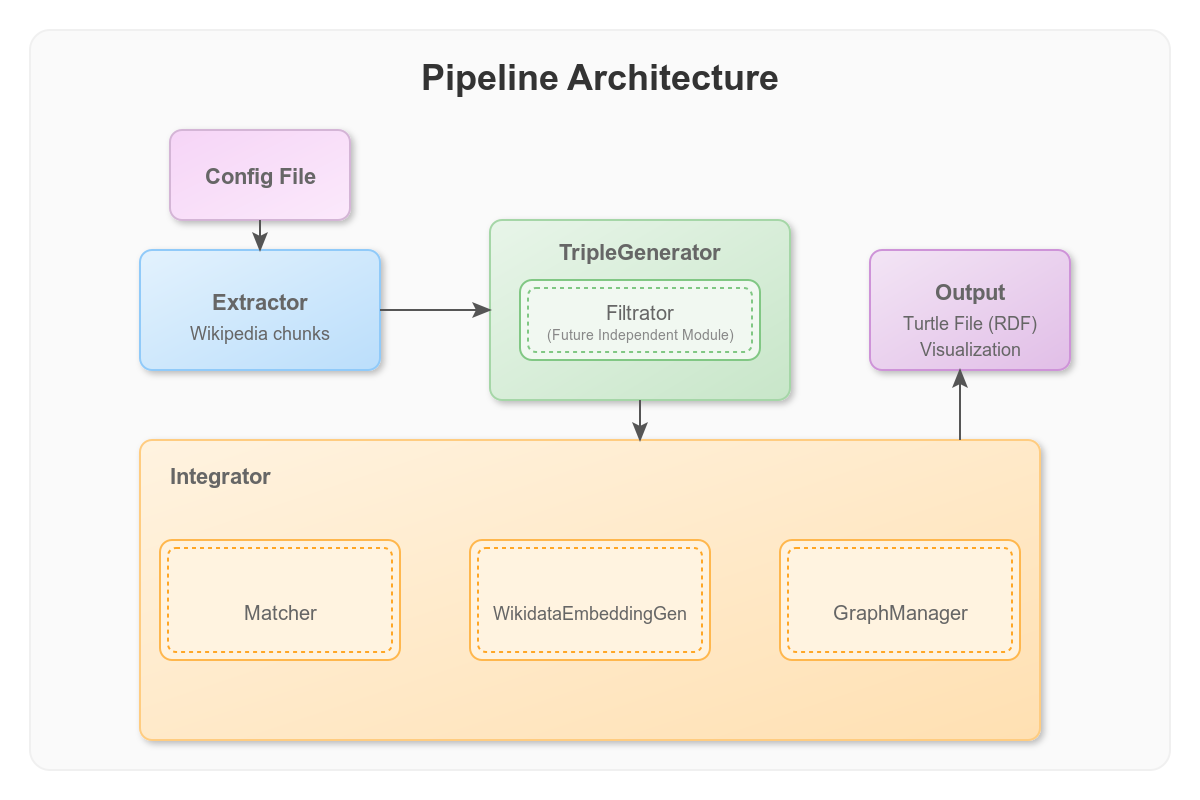 Pipeline Architecture
Config File
Extractor
Wikipedia chunks
TripleGenerator
Filtrator
(Future Independent Module)
Output
Turtle File (RDF)
Visualization
Integrator
Matcher
WikidataEmbeddingGen
GraphManager